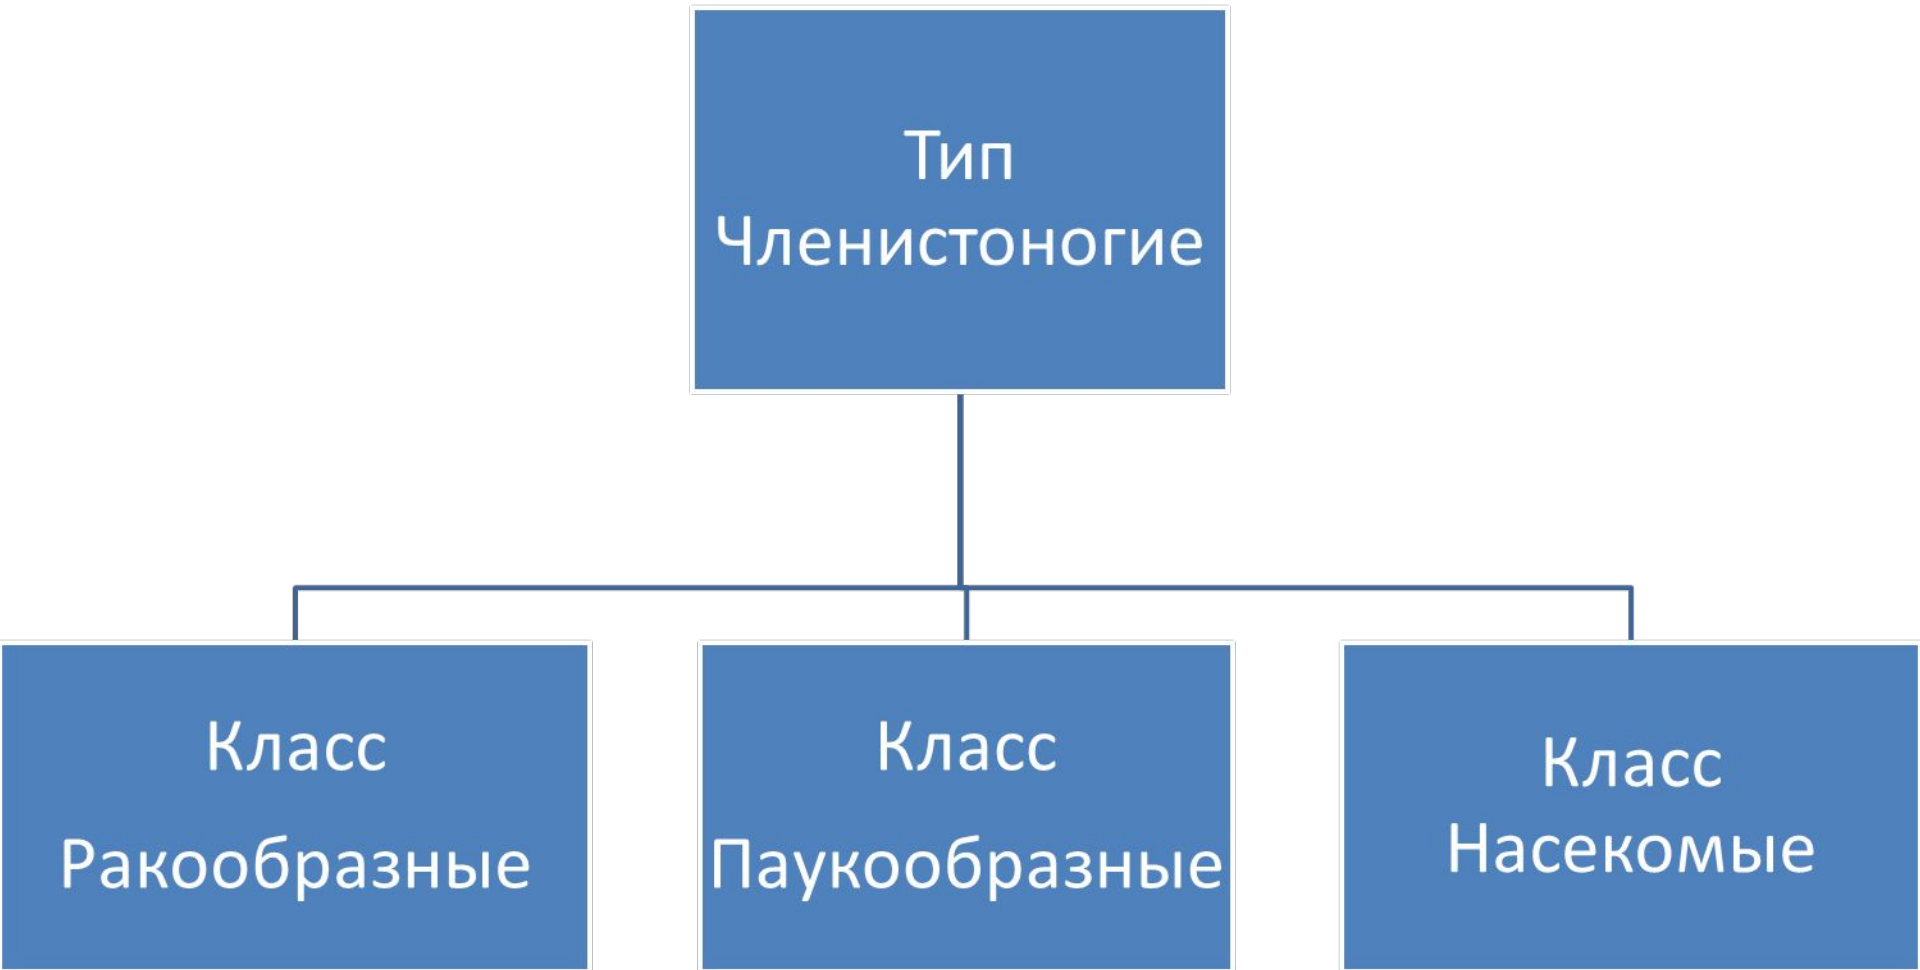 Тип
Членистоногие
Класс
Ракообразные
Класс
Паукообразные
Класс
Насекомые